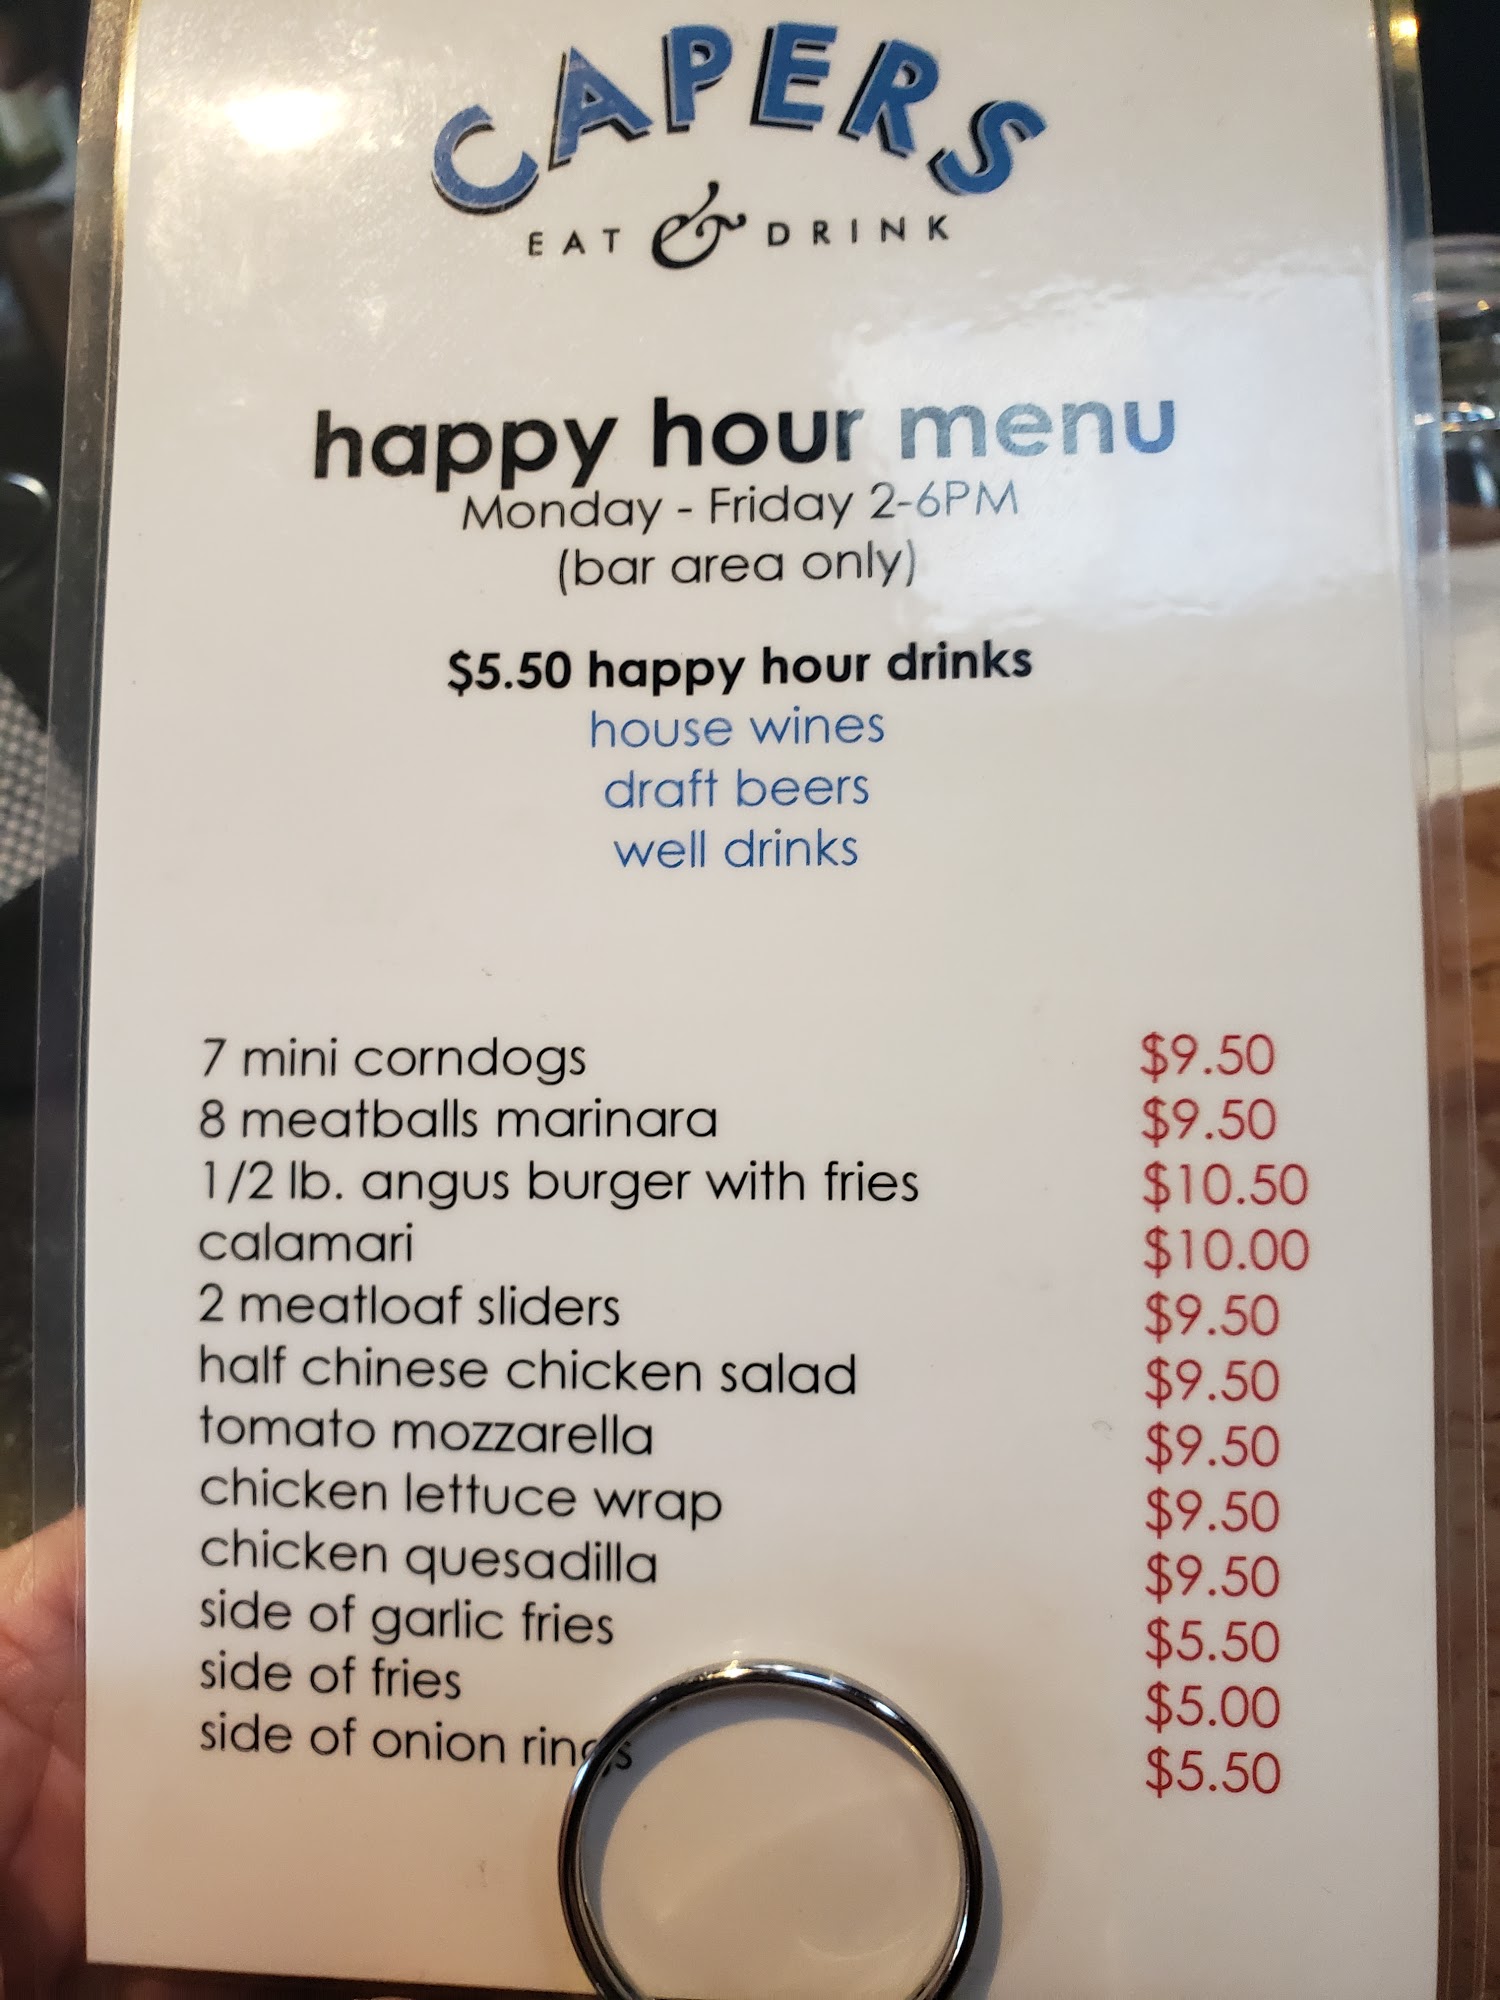 CAPERS
EAT & DRINK
happy hour menu
Monday - Friday 2-6PM
(bar area only)
$5.50 happy hour drinks
house wines
draft beers
well drinks
7 mini corndogs $9.50
8 meatballs marinara $9.50
1/2 lb. angus burger with fries $10.50
calamari $10.00
2 meatloaf sliders $9.50
half chinese chicken salad $9.50
tomato mozzarella $9.50
chicken lettuce wrap $9.50
chicken quesadilla $9.50
side of garlic fries $5.50
side of fries $5.00
side of onion rings $5.50